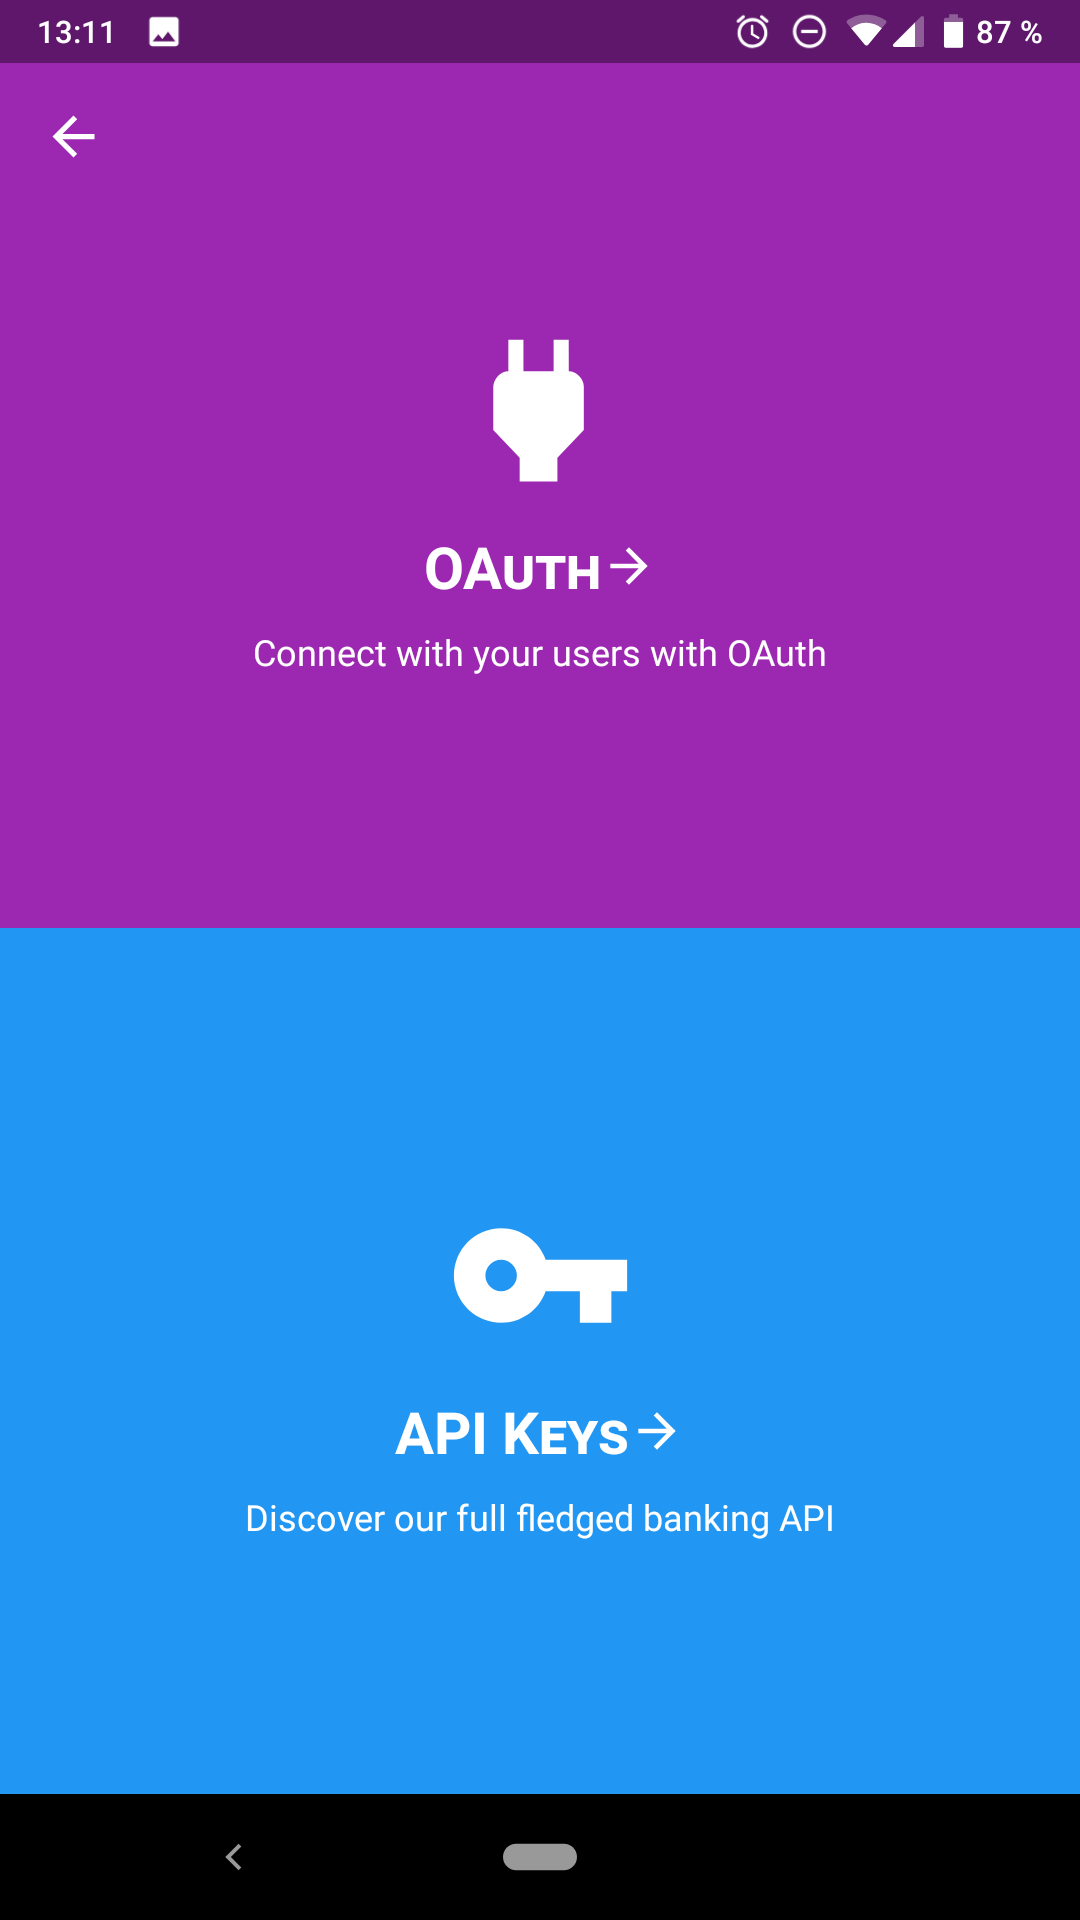 13:11 87 %
OAuth
Connect with your users with OAuth
API Keys
Discover our full fledged banking API